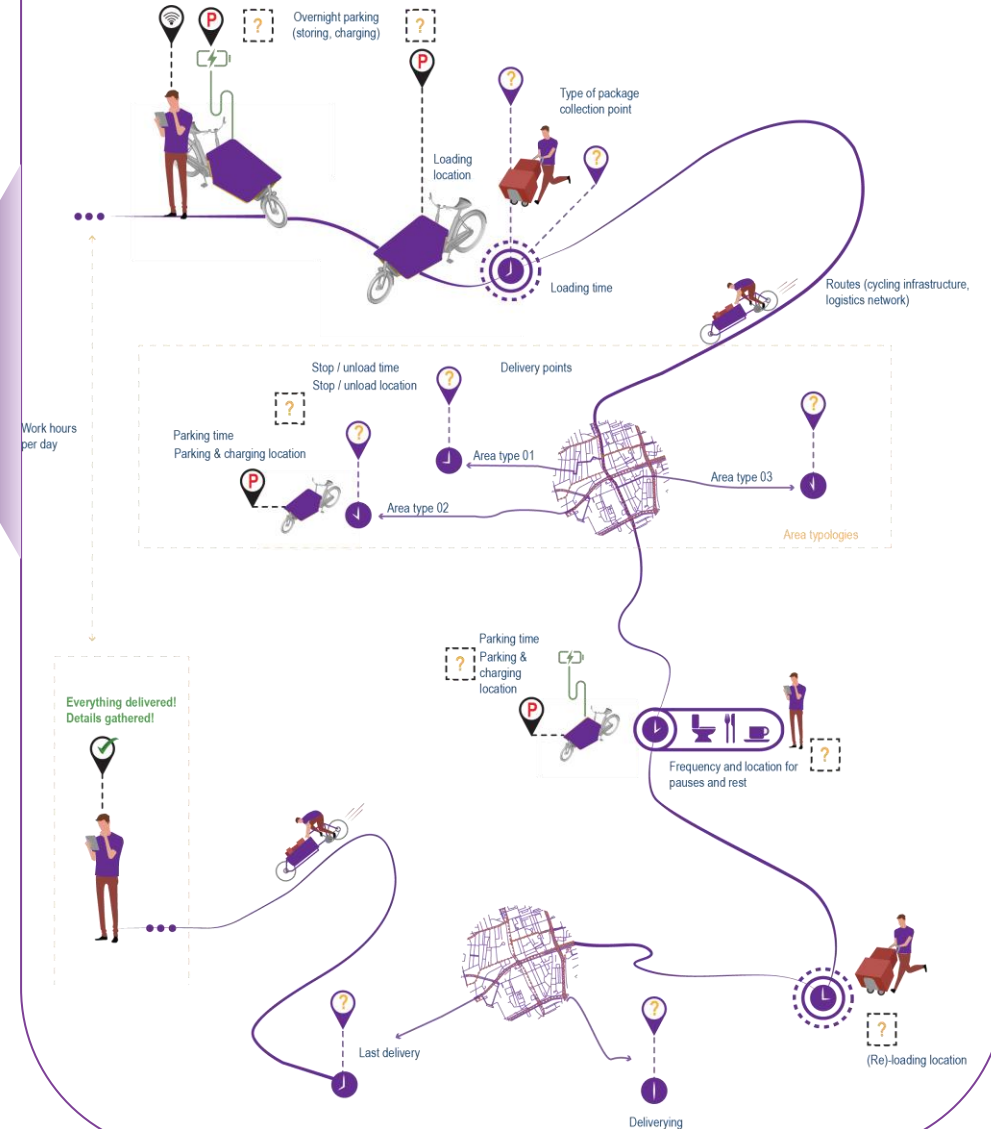 P
?
Overnight parking
(storing, charging)
?
P
?
Type of package
collection point
?
Loading
location
Loading time
Routes (cycling infrastructure,
logistics network)
Stop / unload time
Stop / unload location
Delivery points
?
?
?
?
Work hours
per day
Parking time
Parking & charging location
P
Area type 01
Area type 02
Area type 03
Area typologies
Parking time
Parking &
charging
location
?
P
Frequency and location for
pauses and rest
?
Everything delivered!
Details gathered!
?
(Re)-loading location
?
Last delivery
?
Deliverying